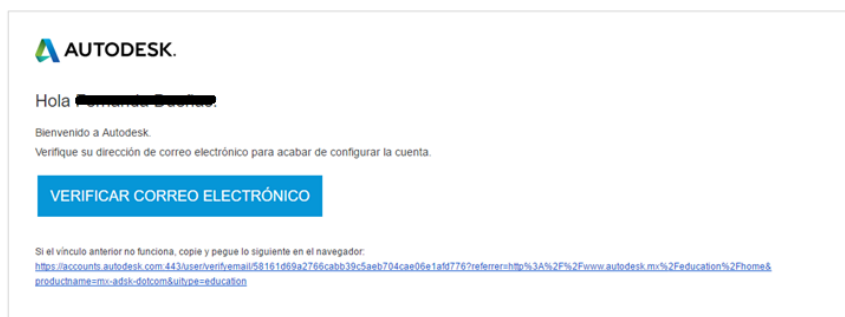 AUTODESK.
Hola
Bienvenido a Autodesk.
Verifique su dirección de correo electrónico para acabar de configurar la cuenta.
VERIFICAR CORREO ELECTRÓNICO
Si el vínculo anterior no funciona, copie y pegue lo siguiente en el navegador:
https://accounts.autodesk.com:443/user/verifyemail/58161d69a2766cabb39c5aeb704cae06e1afd776?referrer=http%3A%2F%2Fwww.autodesk.mx%2Feducation%2Fhome&
productname=mx-adsk-dotcom&uitype=education